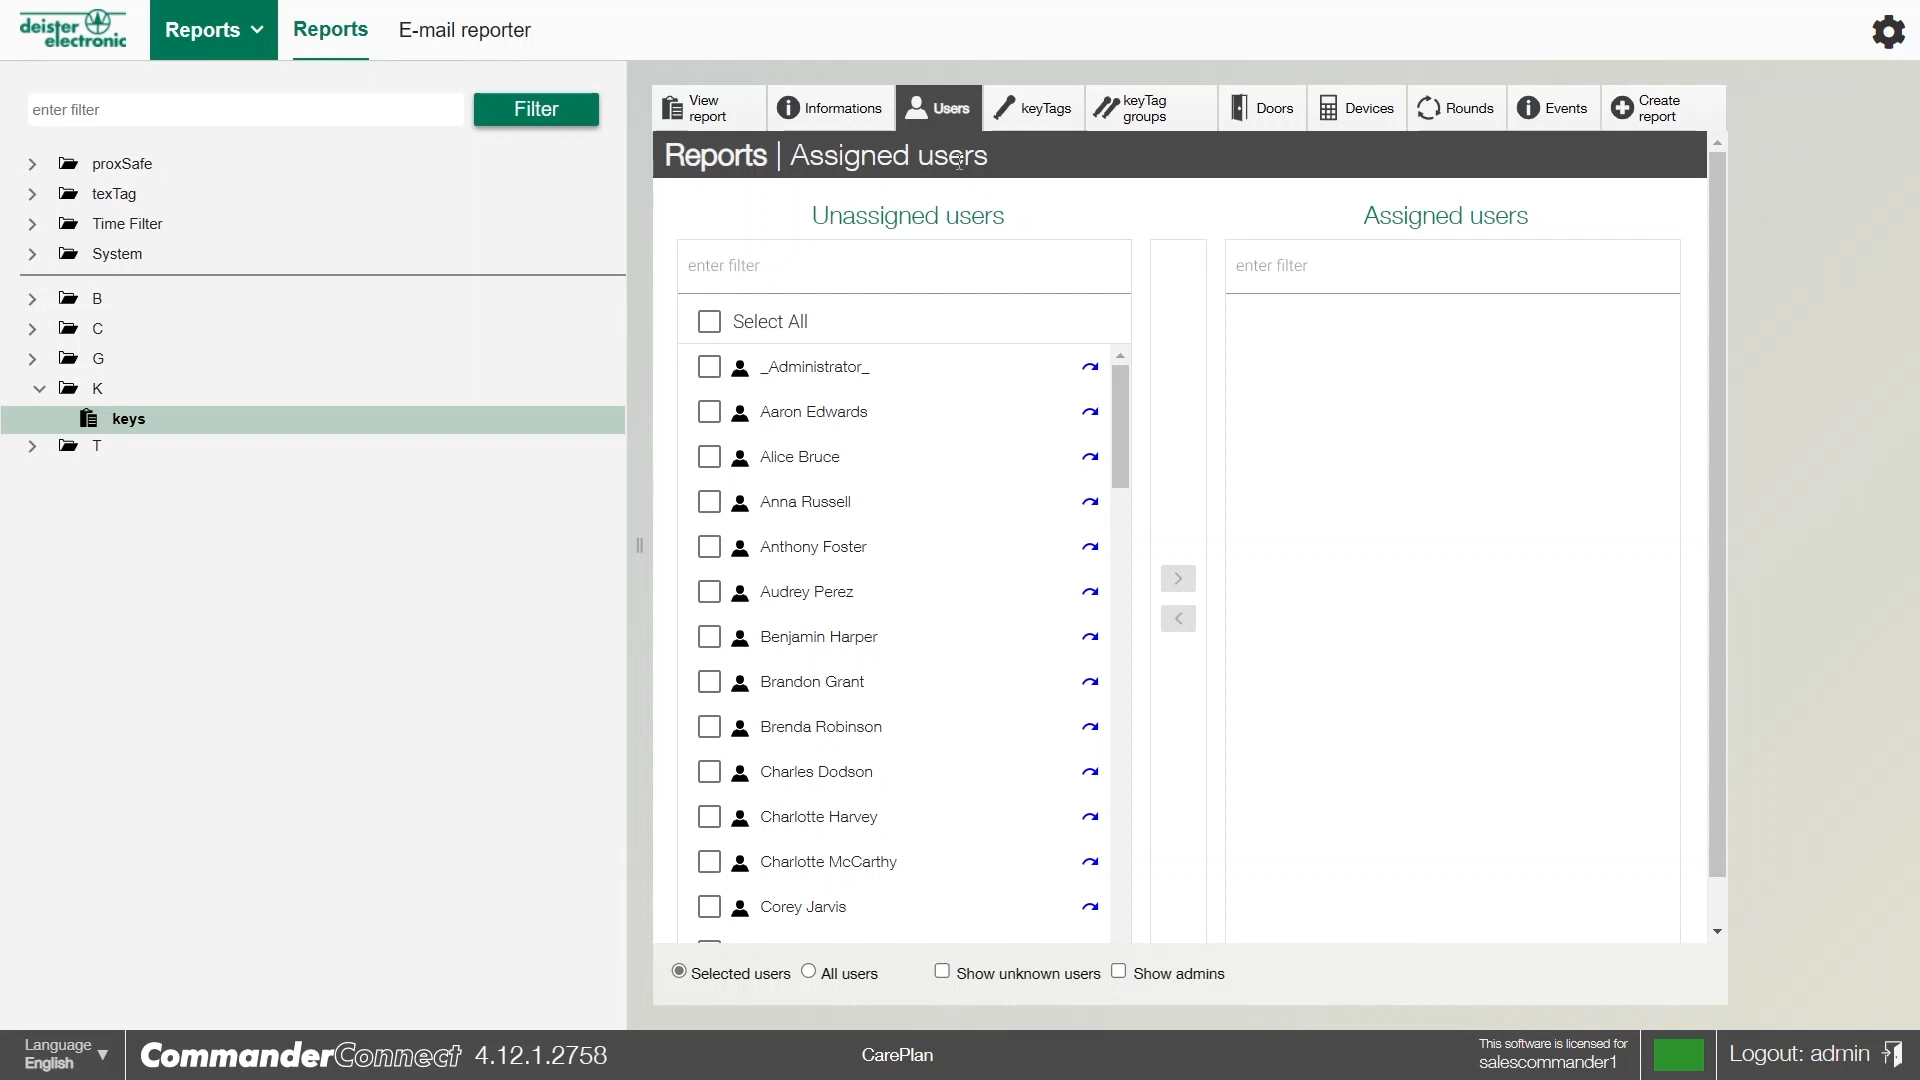 deister
electronic
Reports
Reports
E-mail reporter
enter filter
Filter
proxSafe
texTag
Time Filter
System
B
C
G
K
keys
T
View
report
Informations
Users
keyTags
keyTag
groups
Doors
Devices
Rounds
Events
Create
report
Reports | Assigned users
Unassigned users
Assigned users
enter filter
enter filter
Select All
_Administrator_
Aaron Edwards
Alice Bruce
Anna Russell
Anthony Foster
Audrey Perez
Benjamin Harper
Brandon Grant
Brenda Robinson
Charles Dodson
Charlotte Harvey
Charlotte McCarthy
Corey Jarvis
Selected users
All users
Show unknown users
Show admins
Language
English
CommanderConnect 4.12.1.2758
CarePlan
This software is licensed for
salescommander1
Logout: admin